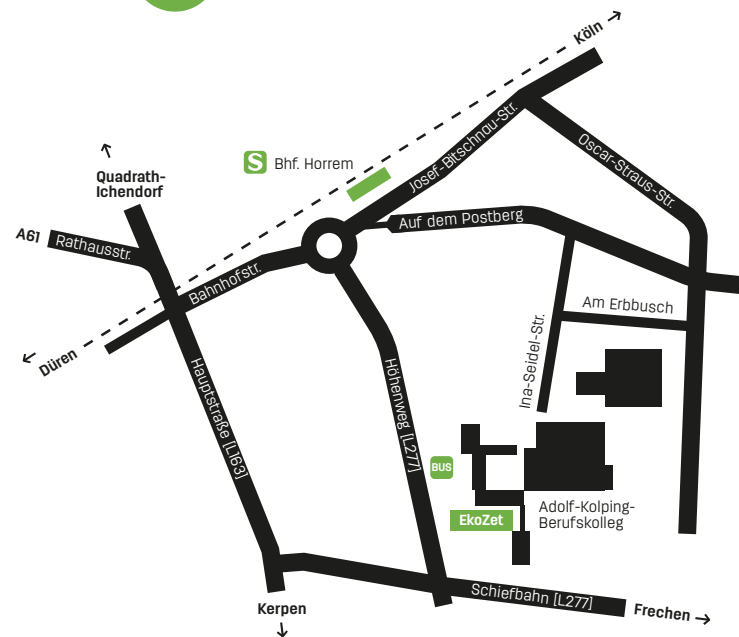 Köln
Josef-Bitschnau-Str.
Oscar-Straus-Str.
S
Bhf. Horrem
Quadrath-
Ichendorf
A61
Rathausstr.
Auf dem Postberg
Bahnhofstr.
Am Erbbusch
Ina-Seidel-Str.
Düren
Hauptstraße [L163]
Höhenweg [L277]
BUS
EkoZet
Adolf-Kolping-
Berufskolleg
Schiefbahn [L277]
Kerpen
Frechen